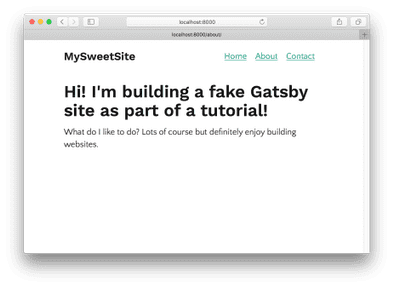 localhost:8000
localhost:8000/about/
MySweetSite Home About Contact
Hi! I'm building a fake Gatsby
site as part of a tutorial!
What do I like to do? Lots of course but definitely enjoy building
websites.